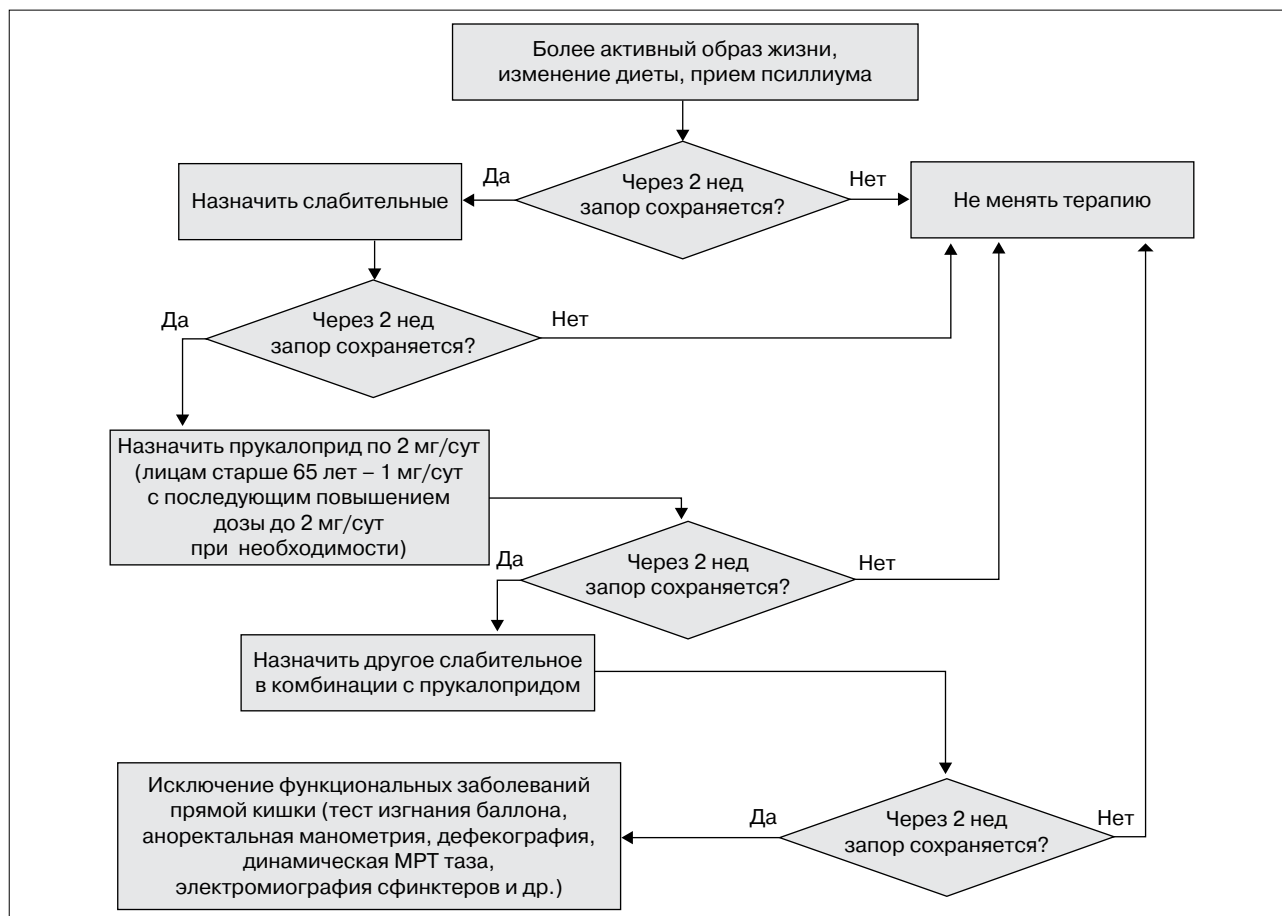 Более активный образ жизни,
изменение диеты, прием псиллиума
Да
Через 2 нед
запор сохраняется?
Нет
Назначить слабительные
Не менять терапию
Да
Через 2 нед
запор сохраняется?
Нет
Назначить прукалоприд по 2 мг/сут
(лицам старше 65 лет – 1 мг/сут
с последующим повышением
дозы до 2 мг/сут
при необходимости)
Да
Через 2 нед
запор сохраняется?
Нет
Назначить другое слабительное
в комбинации с прукалопридом
Исключение функциональных заболеваний
прямой кишки (тест изгнания баллона,
аноректальная манометрия, дефекография,
динамическая МРТ таза,
электромиография сфинктеров и др.)
Да
Через 2 нед
запор сохраняется?
Нет